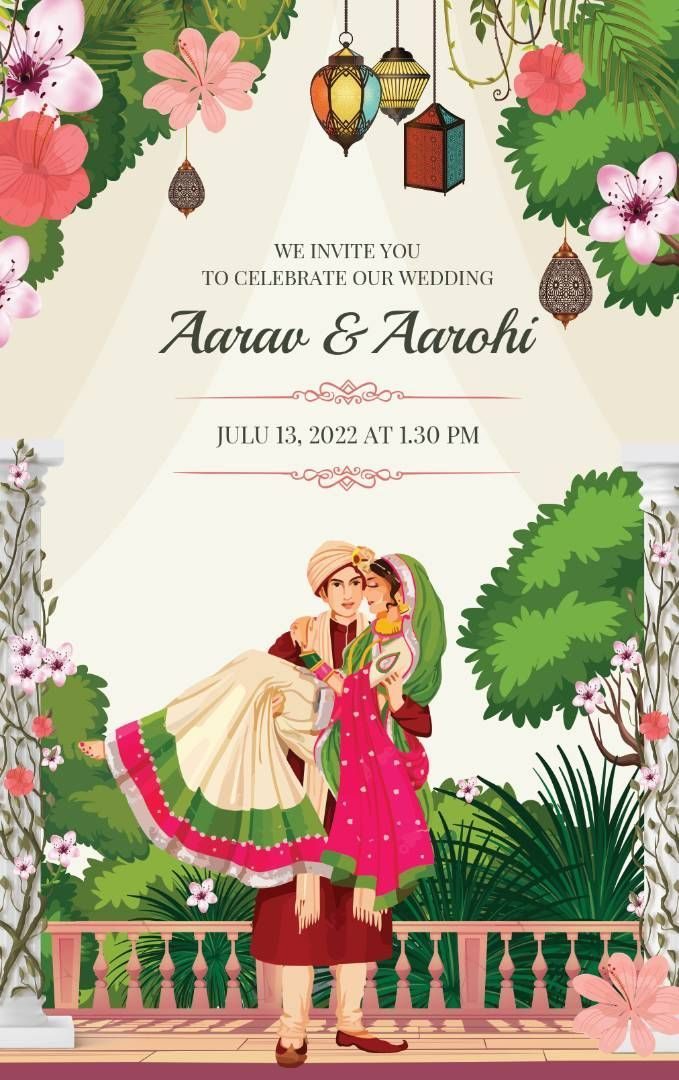 WE INVITE YOU
TO CELEBRATE OUR WEDDING
Aarav & Aarohi
JULU 13, 2022 AT 1.30 PM